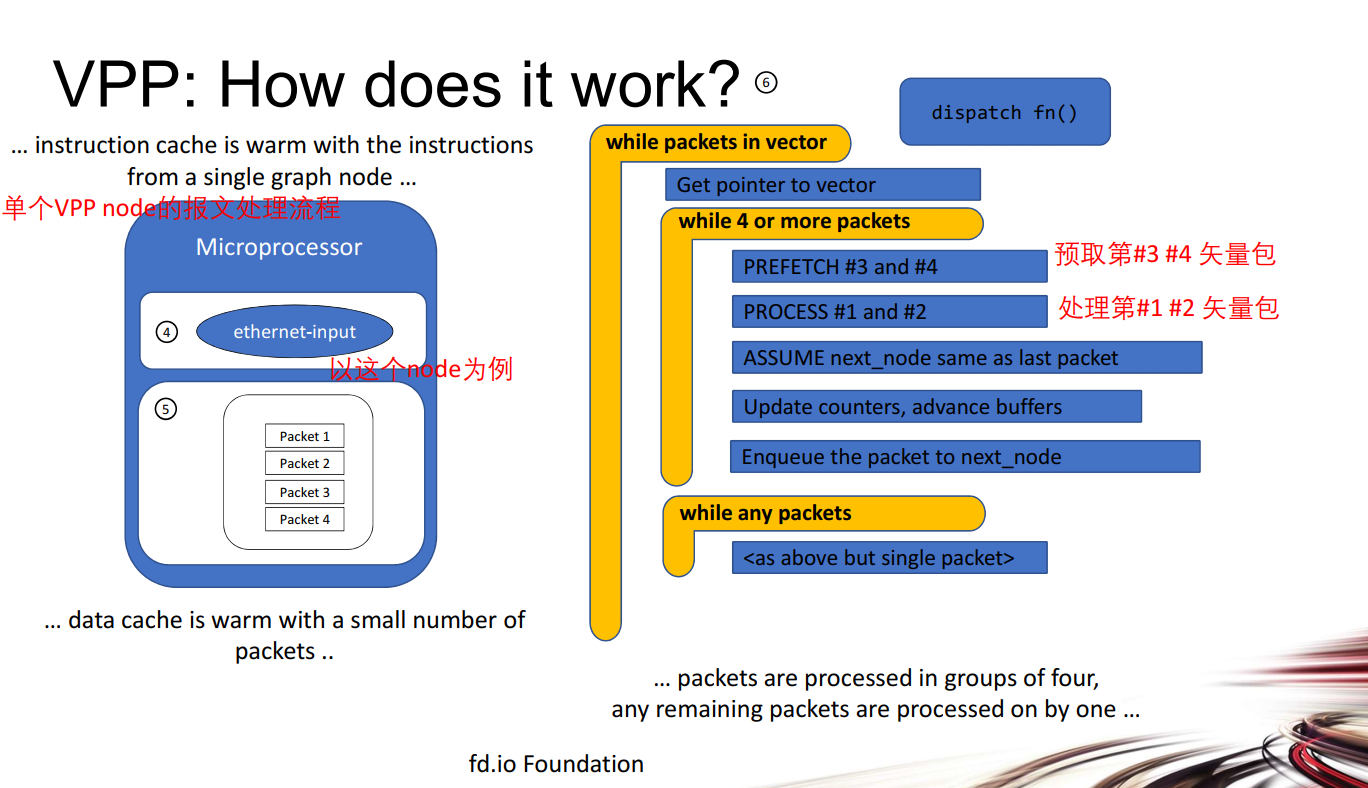 VPP: How does it work? ⑥
... instruction cache is warm with the instructions
from a single graph node ...
单个VPP node的报文处理流程
Microprocessor
④
ethernet-input
以这个node为例
⑤
Packet 1
Packet 2
Packet 3
Packet 4
... data cache is warm with a small number of
packets ..
dispatch fn()
while packets in vector
Get pointer to vector
while 4 or more packets
PREFETCH #3 and #4
预取第#3 #4 矢量包
PROCESS #1 and #2
处理第#1 #2 矢量包
ASSUME next_node same as last packet
Update counters, advance buffers
Enqueue the packet to next_node
while any packets
<as above but single packet>
... packets are processed in groups of four,
any remaining packets are processed on by one ...
fd.io Foundation